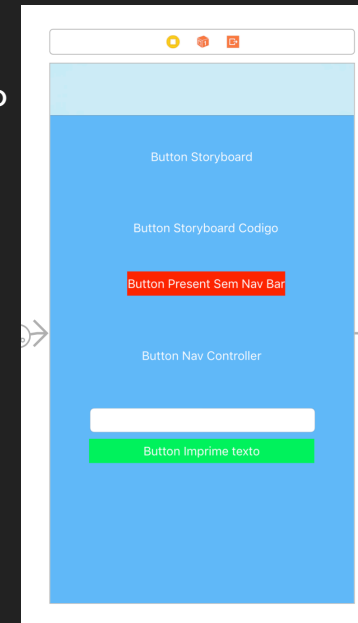 Button Storyboard
Button Storyboard Codigo
Button Present Sem Nav Bar
Button Nav Controller
Button Imprime texto